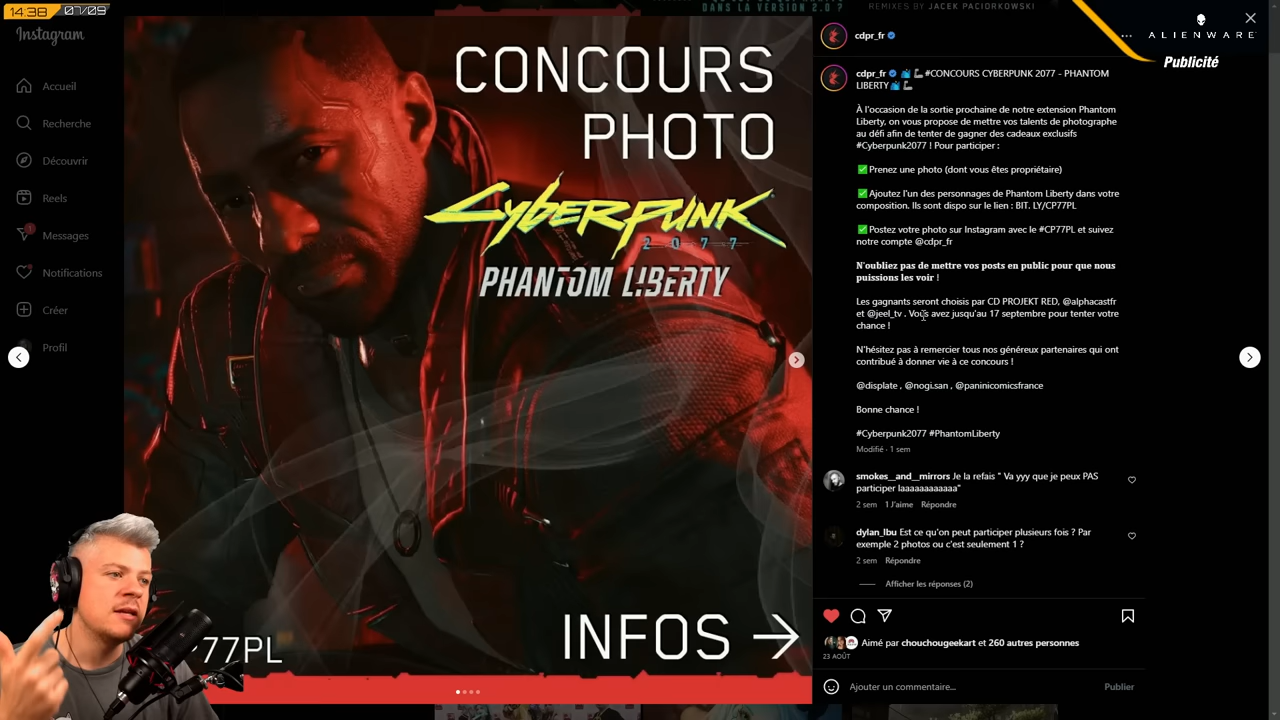 14:38 07/09
DANS LA VERSION 2.0 ?
REMIXES BY JACEK PACIORKOWSKI
Instagram
Accueil
Recherche
Découvrir
Reels
1
Messages
Notifications
Créer
Profil
CONCOURS
PHOTO
CYBERPUNK
2077
PHANTOM LIBERTY
77PL
INFOS →
ALIENWARE
Publicité
cdpr_fr
cdpr_fr #CONCOURS CYBERPUNK 2077 - PHANTOM
LIBERTY
À l'occasion de la sortie prochaine de notre extension Phantom
Liberty, on vous propose de mettre vos talents de photographe
au défi afin de tenter de gagner des cadeaux exclusifs
#Cyberpunk2077 ! Pour participer :
✅ Prenez une photo (dont vous êtes propriétaire)
✅ Ajoutez l'un des personnages de Phantom Liberty dans votre
composition. Ils sont dispo sur le lien : BIT. LY/CP77PL
✅ Postez votre photo sur Instagram avec le #CP77PL et suivez
notre compte @cdpr_fr
N'oubliez pas de mettre vos posts en public pour que nous
puissions les voir !
Les gagnants seront choisis par CD PROJEKT RED, @alphacastfr
et @jeel_tv . Vous avez jusqu'au 17 septembre pour tenter votre
chance !
N'hésitez pas à remercier tous nos généreux partenaires qui ont
contribué à donner vie à ce concours !
@displate , @nogi.san , @paninicomicsfrance
Bonne chance !
#Cyberpunk2077 #PhantomLiberty
Modifié · 1 sem
smokes__and_mirrors Je la refais " Va yyy que je peux PAS
participer laaaaaaaaaaaa"
2 sem 1 J'aime Répondre
dylan_lbu Est ce qu'on peut participer plusieurs fois ? Par
exemple 2 photos ou c'est seulement 1 ?
2 sem Répondre
Afficher les réponses (2)
Aimé par chouchougeekart et 260 autres personnes
23 AOÛT
Ajouter un commentaire...
Publier